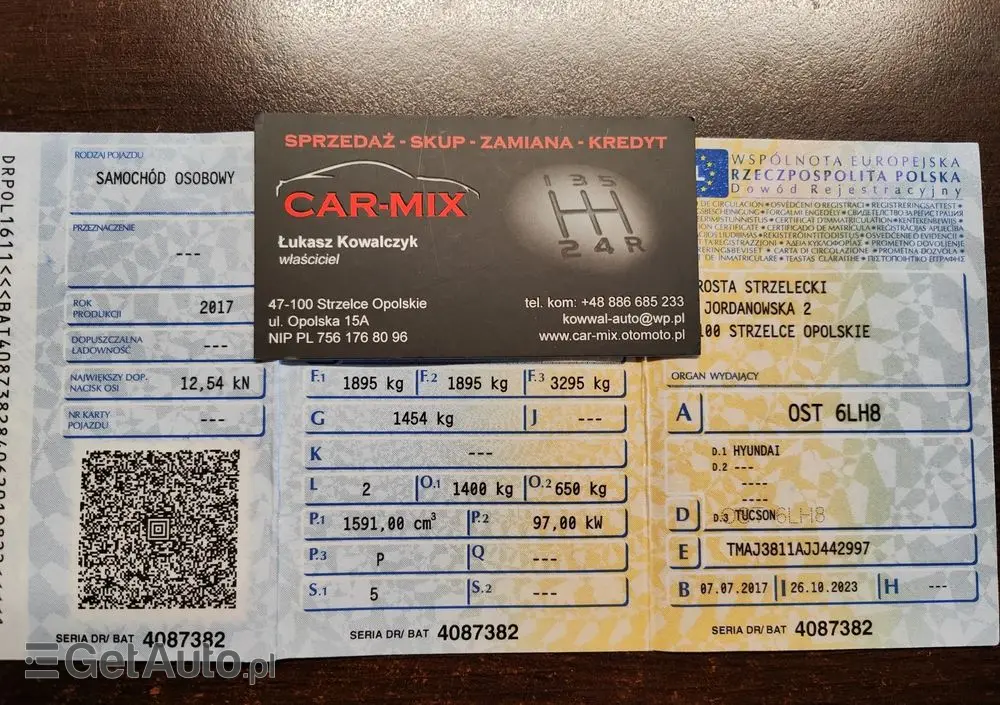 DRPOL1611<<<BAT4087382
RODZAJ POJAZDU
SAMOCHÓD OSOBOWY
PRZEZNACZENIE
---
ROK PRODUKCJI
2017
DOPUSZCZALNA ŁADOWNOŚĆ
---
NAJWIĘKSZY DOP. NACISK OSI
12,54 kN
NR KARTY POJAZDU
---
SERIA DR/ BAT 4087382
SPRZEDAŻ - SKUP - ZAMIANA - KREDYT
CAR-MIX
1 3 5
2 4 R
Łukasz Kowalczyk
właściciel
47-100 Strzelce Opolskie
ul. Opolska 15A
NIP PL 756 176 80 96
tel. kom: +48 886 685 233
kowwal-auto@wp.pl
www.car-mix.otomoto.pl
F.1 1895 kg F.2 1895 kg F.3 3295 kg
G 1454 kg J ---
K ---
L 2 O.1 1400 kg O.2 650 kg
P.1 1591,00 cm³ P.2 97,00 kW
P.3 P Q ---
S.1 5 S.2 ---
SERIA DR/ BAT 4087382
WSPÓLNOTA EUROPEJSKA
RZECZPOSPOLITA POLSKA
Dowód Rejestracyjny
ROSTA STRZELECKI
JORDANOWSKA 2
100 STRZELCE OPOLSKIE
ORGAN WYDAJĄCY
A OST 6LH8
D.1 HYUNDAI
D.2 ---
----
----
D D.3 TUCSON 6LH8
E TMAJ3811AJJ442997
B 07.07.2017 I 26.10.2023 H ---
SERIA DR/ BAT 4087382
GetAuto.pl